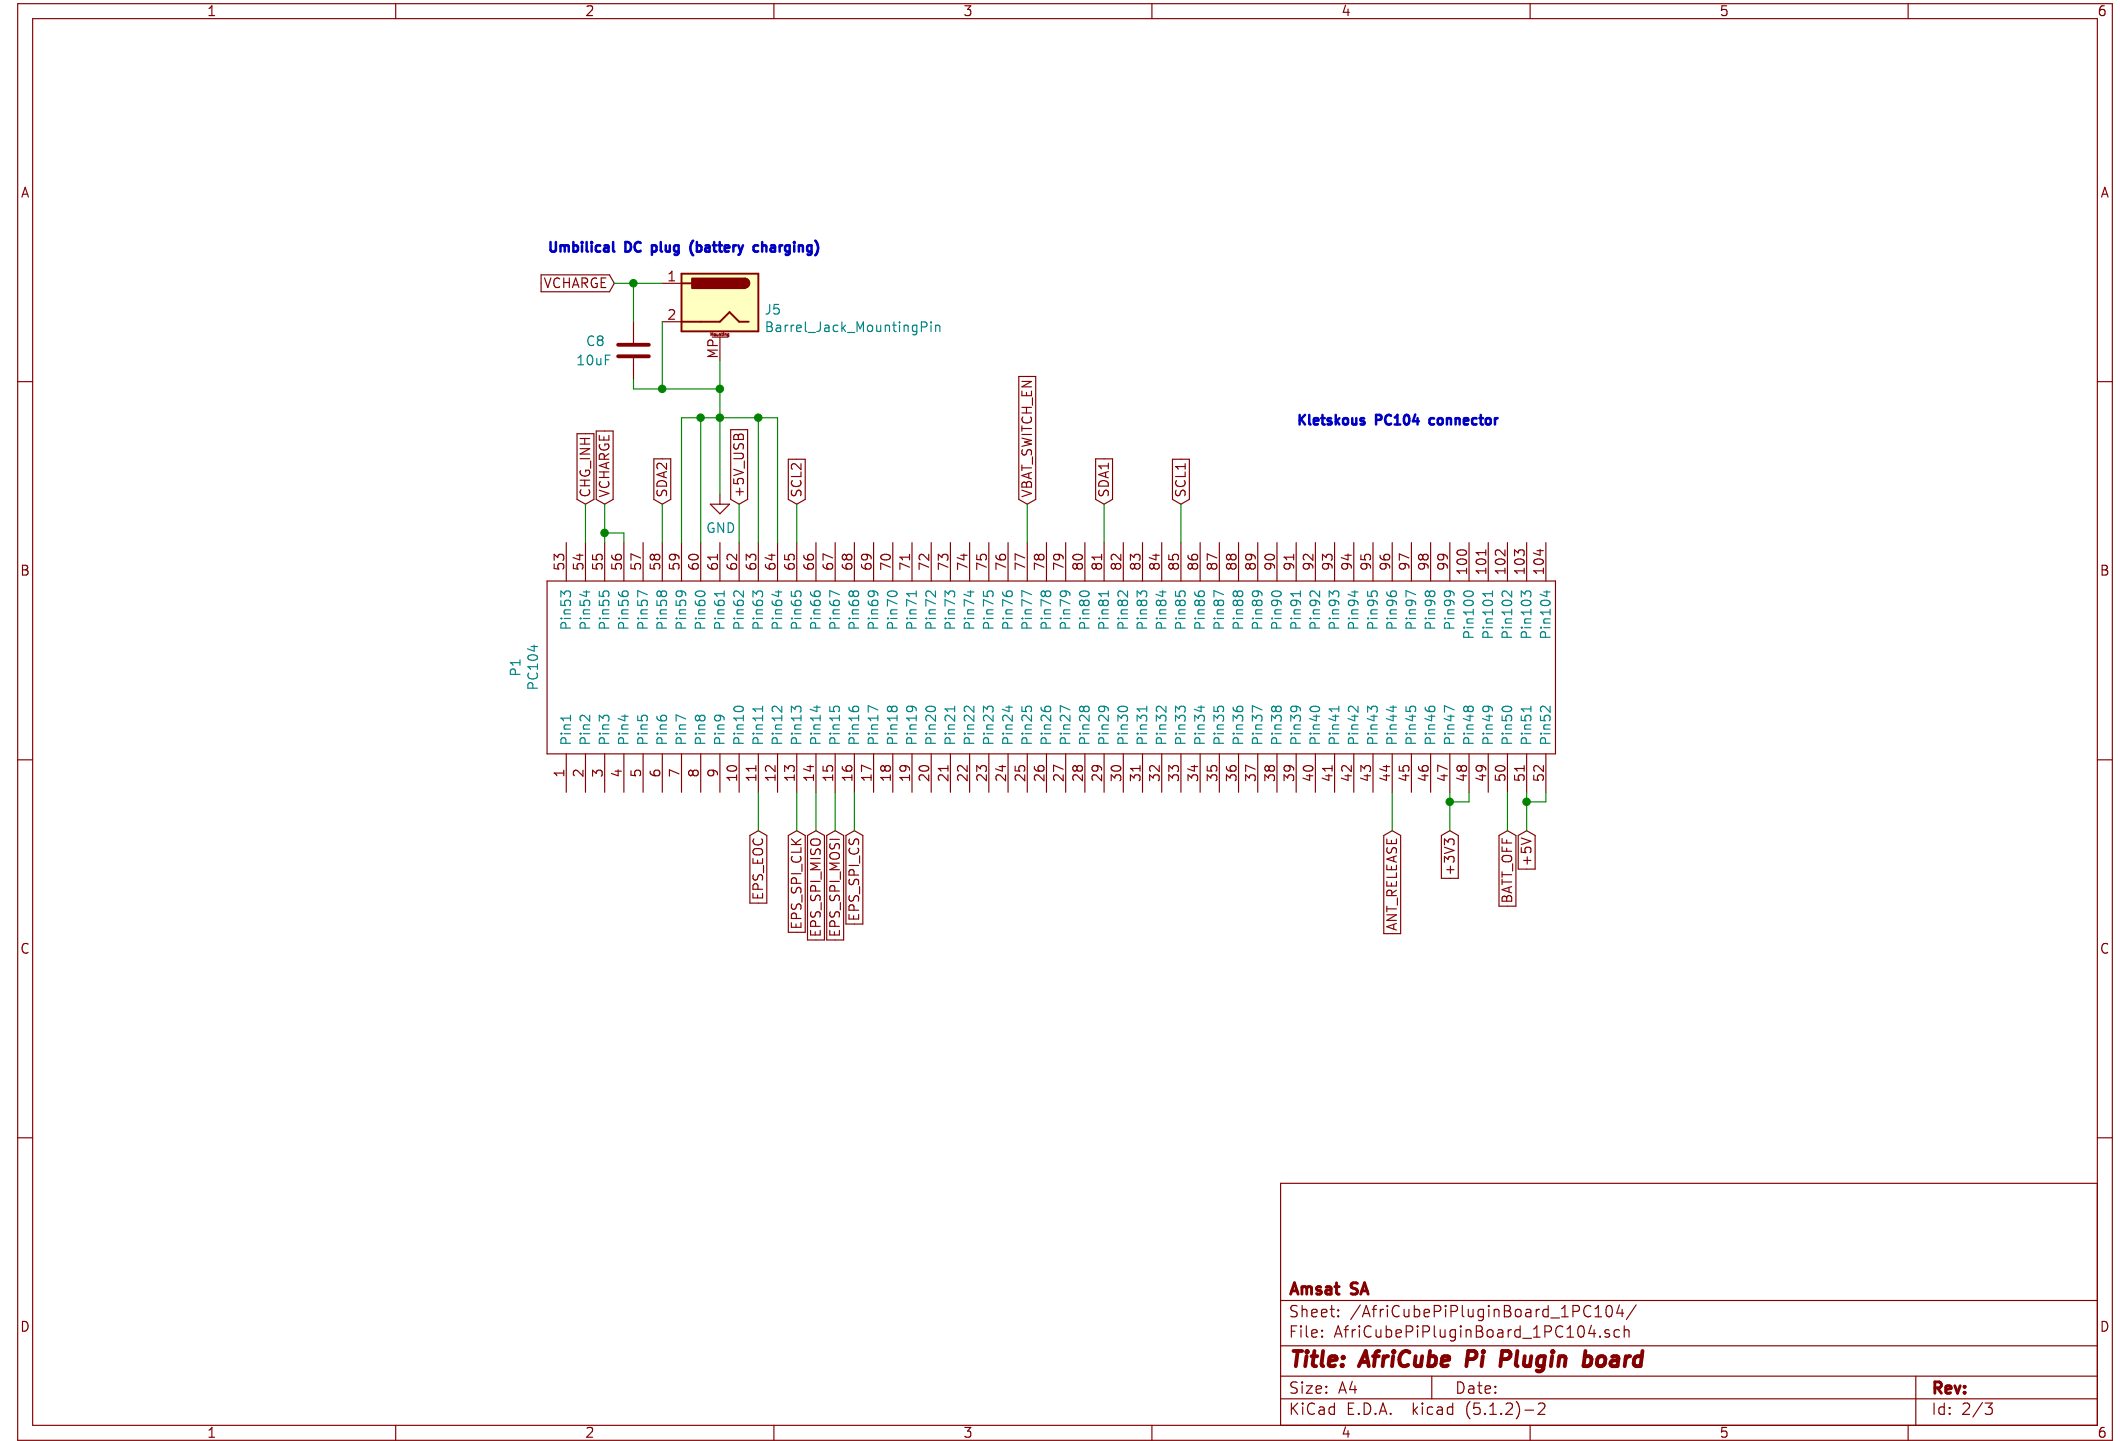 1 2 3 4 5 6
A A
Umbilical DC plug (battery charging)
VCHARGE
1
2
J5
Barrel_Jack_MountingPin
MP
C8
10uF
Kletskous PC104 connector
CHG_INH VCHARGE SDA2 +5V_USB SCL2 VBAT_SWITCH_EN SDA1 SCL1
GND
B B
53 54 55 56 57 58 59 60 61 62 63 64 65 66 67 68 69 70 71 72 73 74 75 76 77 78 79 80 81 82 83 84 85 86 87 88 89 90 91 92 93 94 95 96 97 98 99 100 101 102 103 104
Pin53 Pin54 Pin55 Pin56 Pin57 Pin58 Pin59 Pin60 Pin61 Pin62 Pin63 Pin64 Pin65 Pin66 Pin67 Pin68 Pin69 Pin70 Pin71 Pin72 Pin73 Pin74 Pin75 Pin76 Pin77 Pin78 Pin79 Pin80 Pin81 Pin82 Pin83 Pin84 Pin85 Pin86 Pin87 Pin88 Pin89 Pin90 Pin91 Pin92 Pin93 Pin94 Pin95 Pin96 Pin97 Pin98 Pin99 Pin100 Pin101 Pin102 Pin103 Pin104
P1
PC104
Pin1 Pin2 Pin3 Pin4 Pin5 Pin6 Pin7 Pin8 Pin9 Pin10 Pin11 Pin12 Pin13 Pin14 Pin15 Pin16 Pin17 Pin18 Pin19 Pin20 Pin21 Pin22 Pin23 Pin24 Pin25 Pin26 Pin27 Pin28 Pin29 Pin30 Pin31 Pin32 Pin33 Pin34 Pin35 Pin36 Pin37 Pin38 Pin39 Pin40 Pin41 Pin42 Pin43 Pin44 Pin45 Pin46 Pin47 Pin48 Pin49 Pin50 Pin51 Pin52
1 2 3 4 5 6 7 8 9 10 11 12 13 14 15 16 17 18 19 20 21 22 23 24 25 26 27 28 29 30 31 32 33 34 35 36 37 38 39 40 41 42 43 44 45 46 47 48 49 50 51 52
EPS_EOC EPS_SPI_CLK EPS_SPI_MISO EPS_SPI_MOSI EPS_SPI_CS ANT_RELEASE +3V3 BATT_OFF +5V
C C
D D
Amsat SA
Sheet: /AfriCubePiPluginBoard_1PC104/
File: AfriCubePiPluginBoard_1PC104.sch
Title: AfriCube Pi Plugin board
Size: A4 Date: Rev:
KiCad E.D.A. kicad (5.1.2)-2 Id: 2/3
1 2 3 4 5 6